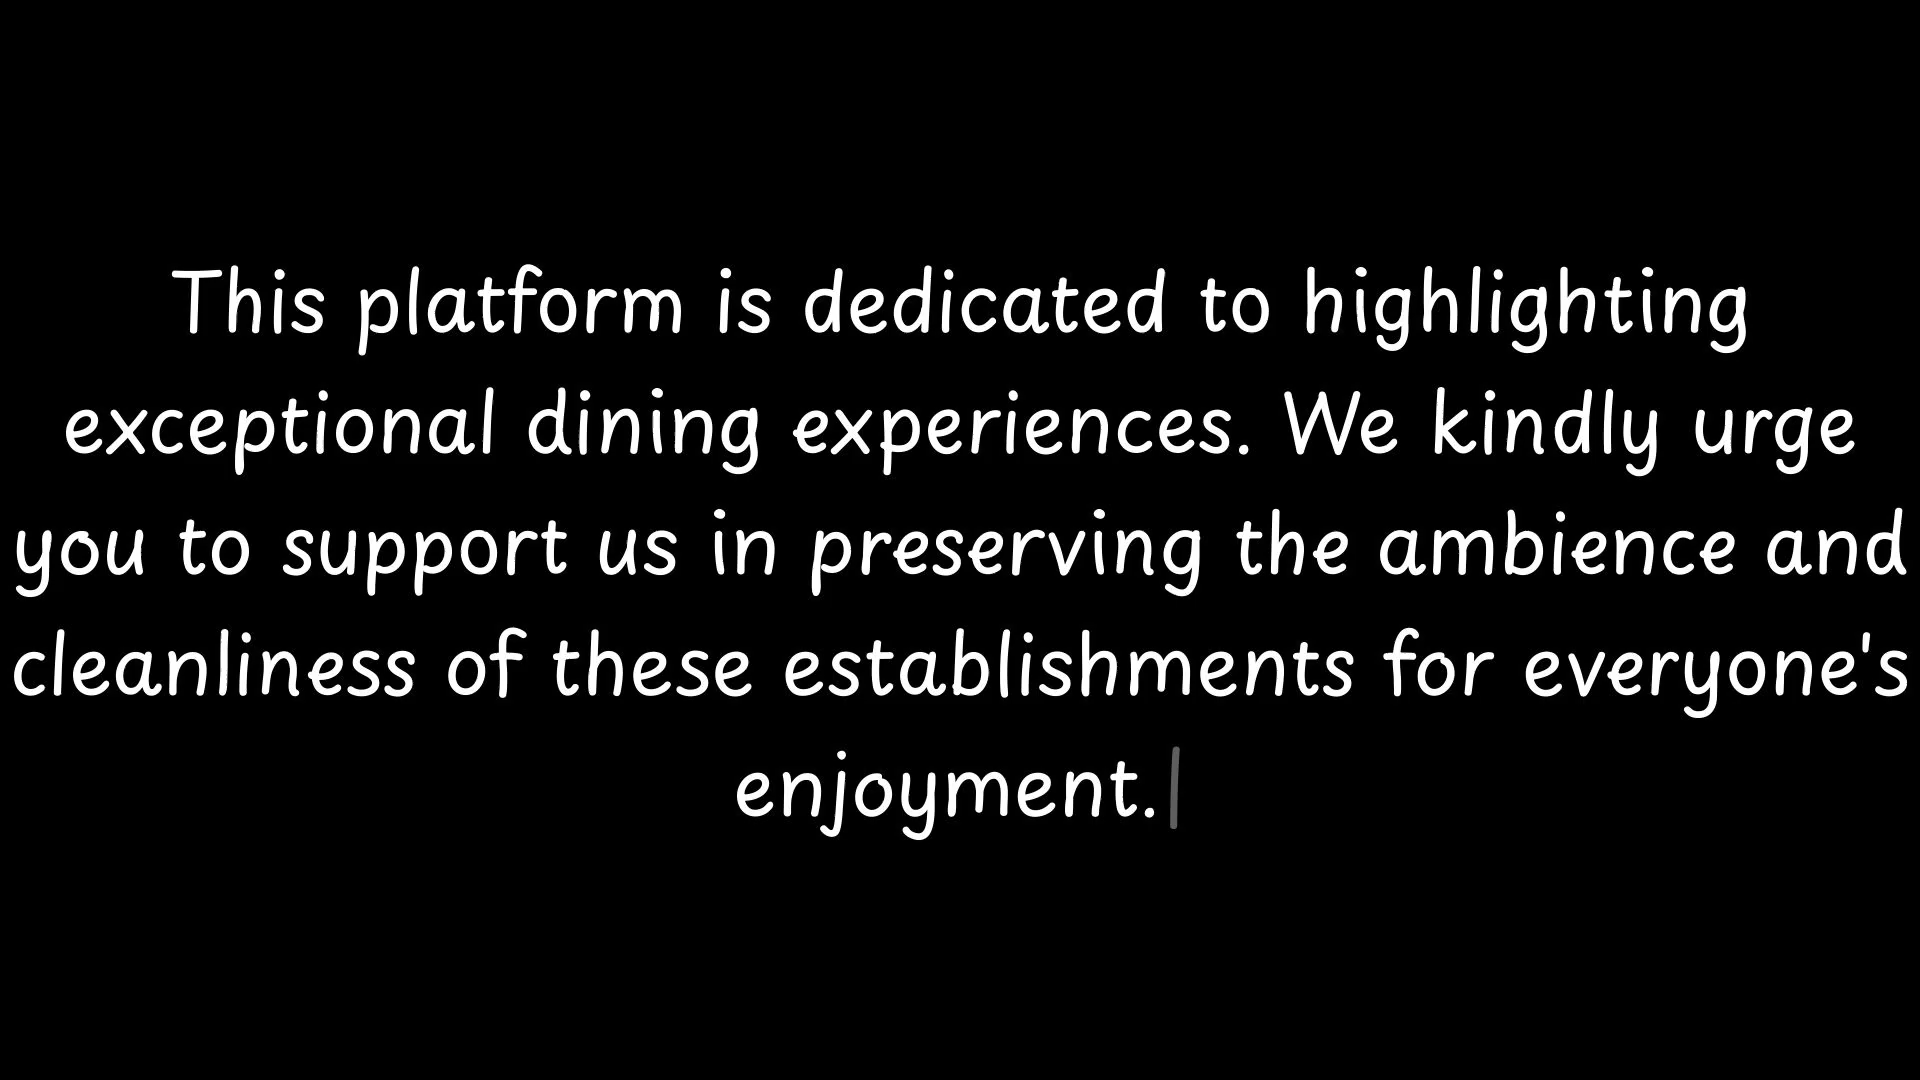 This platform is dedicated to highlighting
exceptional dining experiences. We kindly urge
you to support us in preserving the ambience and
cleanliness of these establishments for everyone's
enjoyment.